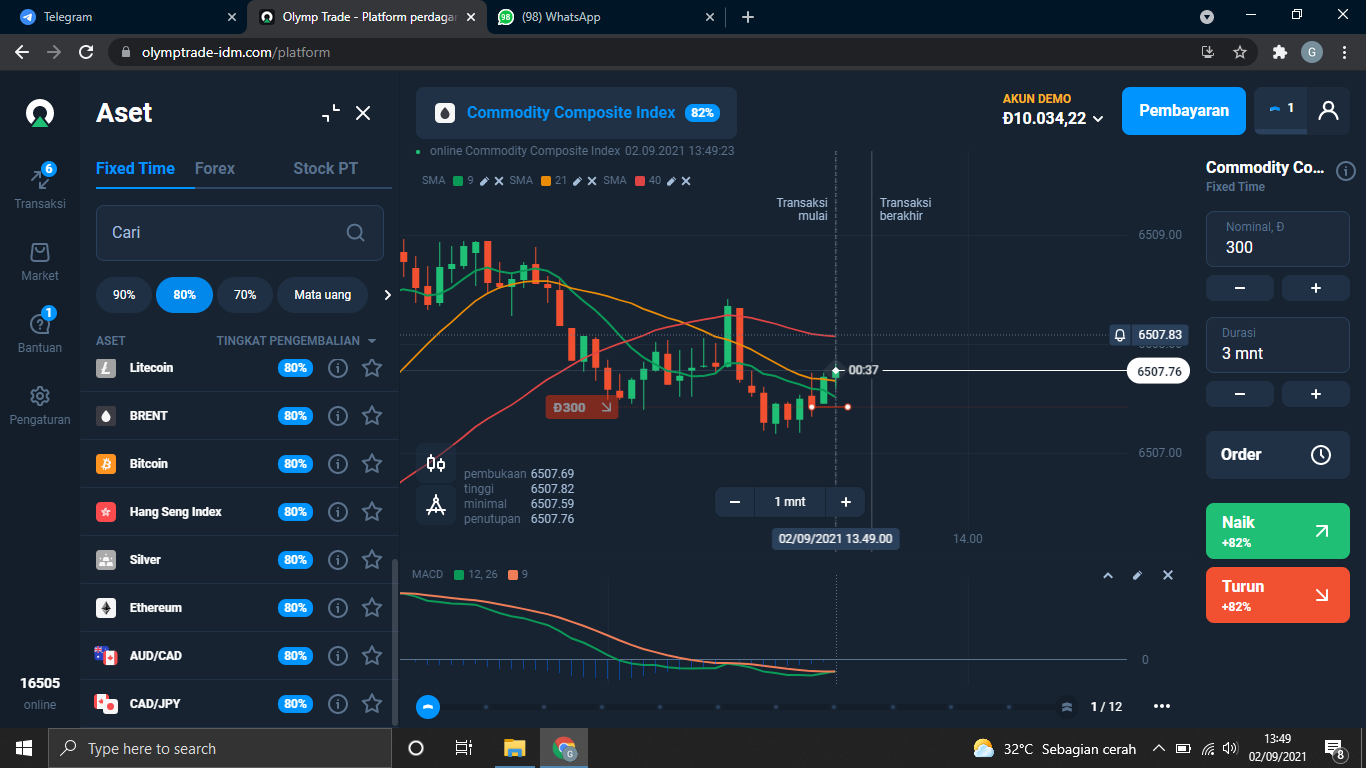 Telegram
Olymp Trade - Platform perdagan
98
(98) WhatsApp
olymptrade-idm.com/platform
G
6
Transaksi
Market
1
Bantuan
Pengaturan
16505
online
Aset
Fixed Time
Forex
Stock PT
Cari
90%
80%
70%
Mata uang
ASET
TINGKAT PENGEMBALIAN
Litecoin
80%
BRENT
80%
Bitcoin
80%
Hang Seng Index
80%
Silver
80%
Ethereum
80%
AUD/CAD
80%
CAD/JPY
80%
Commodity Composite Index
82%
AKUN DEMO
Đ10.034,22
Pembayaran
1
online Commodity Composite Index 02.09.2021 13:49:23
SMA 9 SMA 21 SMA 40
Transaksi
mulai
Transaksi
berakhir
6509.00
6507.83
00:37
6507.76
Đ300
6507.00
pembukaan 6507.69
tinggi 6507.82
minimal 6507.59
penutupan 6507.76
1 mnt
02/09/2021 13.49.00
14.00
MACD 12, 26 9
0
1 / 12
Commodity Co...
Fixed Time
Nominal, Đ
300
Durasi
3 mnt
Order
Naik
+82%
Turun
+82%
Type here to search
G
32°C Sebagian cerah
13:49
02/09/2021
8